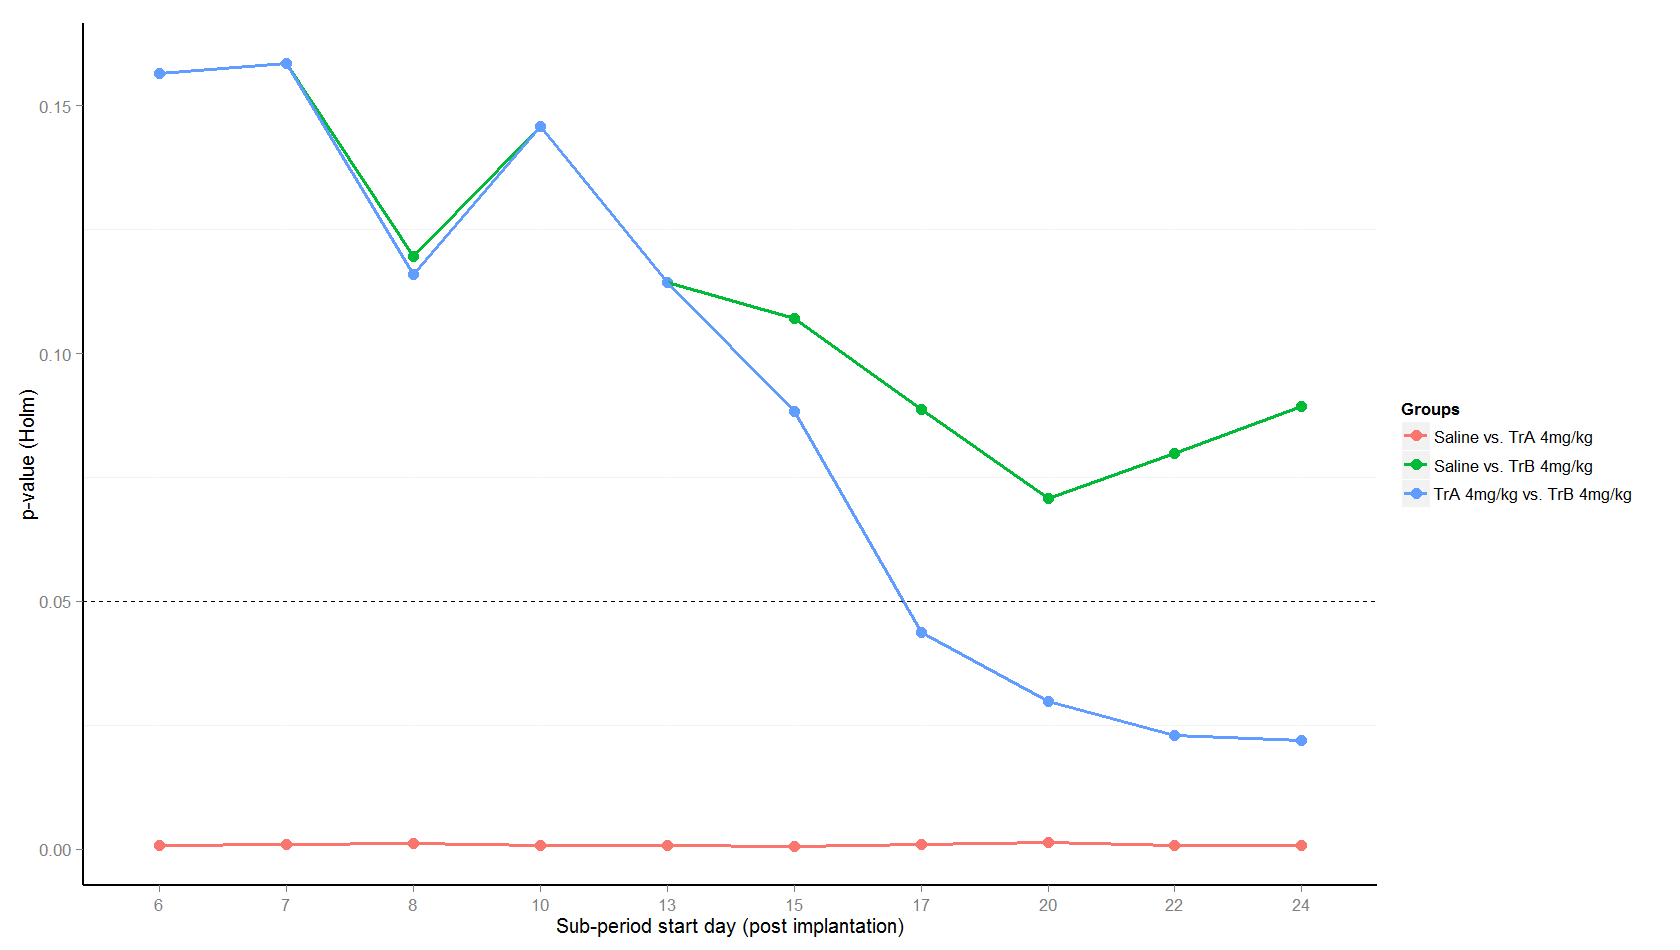 0.15
0.10
0.05
0.00
p-value (Holm)
6 7 8 10 13 15 17 20 22 24
Sub-period start day (post implantation)
Groups
Saline vs. TrA 4mg/kg
Saline vs. TrB 4mg/kg
TrA 4mg/kg vs. TrB 4mg/kg